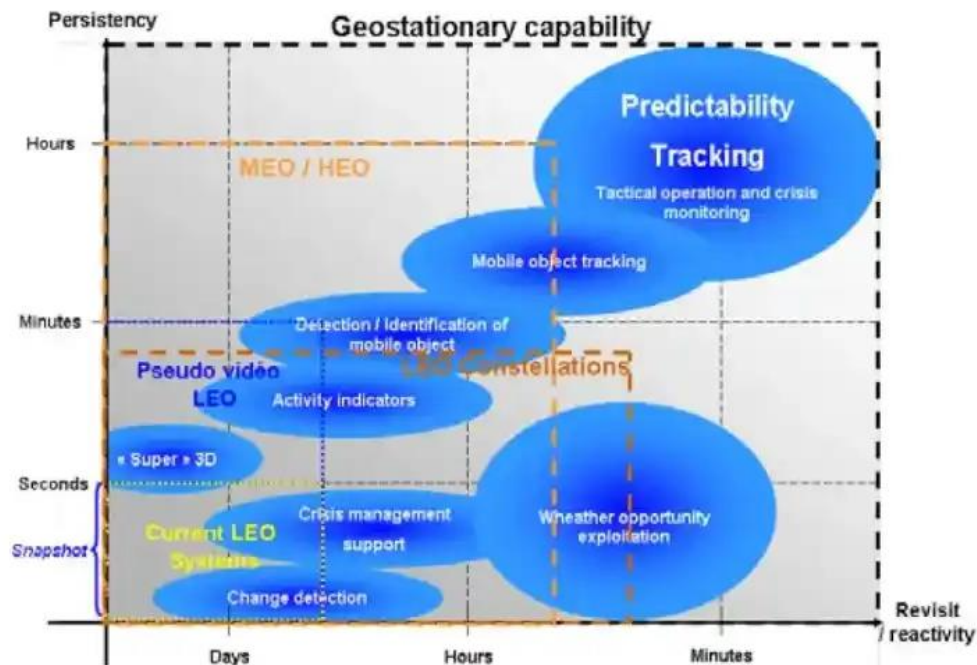 Persistency
Geostationary capability
Predictability
Tracking
Tactical operation and crisis
monitoring
Hours
MEO / HEO
Mobile object tracking
Minutes
Detection / Identification of
mobile object
LEO Constellations
Pseudo vidéo
LEO
Activity indicators
« Super » 3D
Seconds
Crisis management
support
Current LEO
Systems
Wheather opportunity
exploitation
Snapshot
Change detection
Revisit
/ reactivity
Days
Hours
Minutes